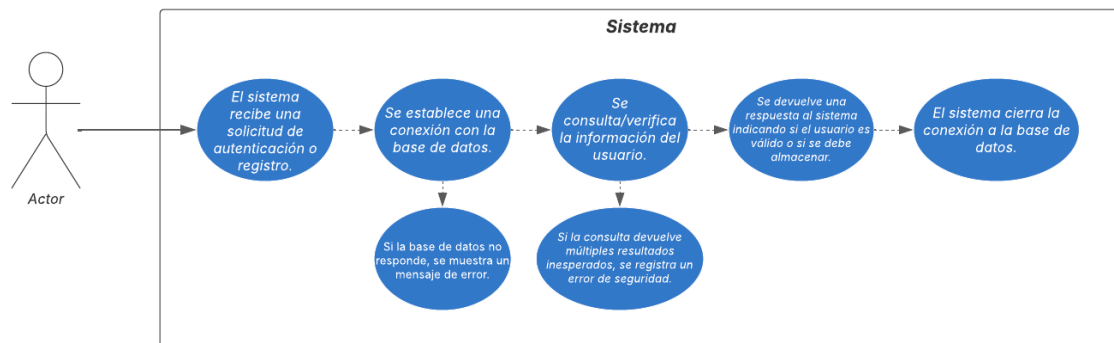 Sistema
El sistema
recibe una
solicitud de
autenticación o
registro.
Se establece una
conexión con la
base de datos.
Se
consulta/verifica
la información del
usuario.
Se devuelve una
respuesta al sistema
indicando si el usuario es
válido o si se debe
almacenar.
El sistema cierra la
conexión a la base de
datos.
Actor
Si la base de datos no
responde, se muestra un
mensaje de error.
Si la consulta devuelve
múltiples resultados
inesperados, se registra un
error de seguridad.